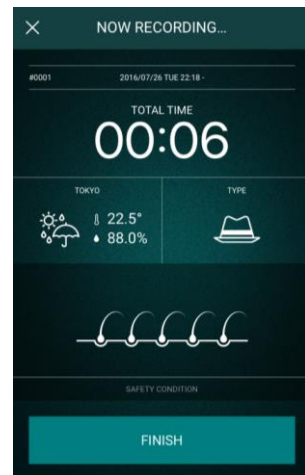 NOW RECORDING...
#0001 2016/07/26 TUE 22:18 -
TOTAL TIME
00:06
TOKYO
22.5°
88.0%
TYPE
SAFETY CONDITION
FINISH